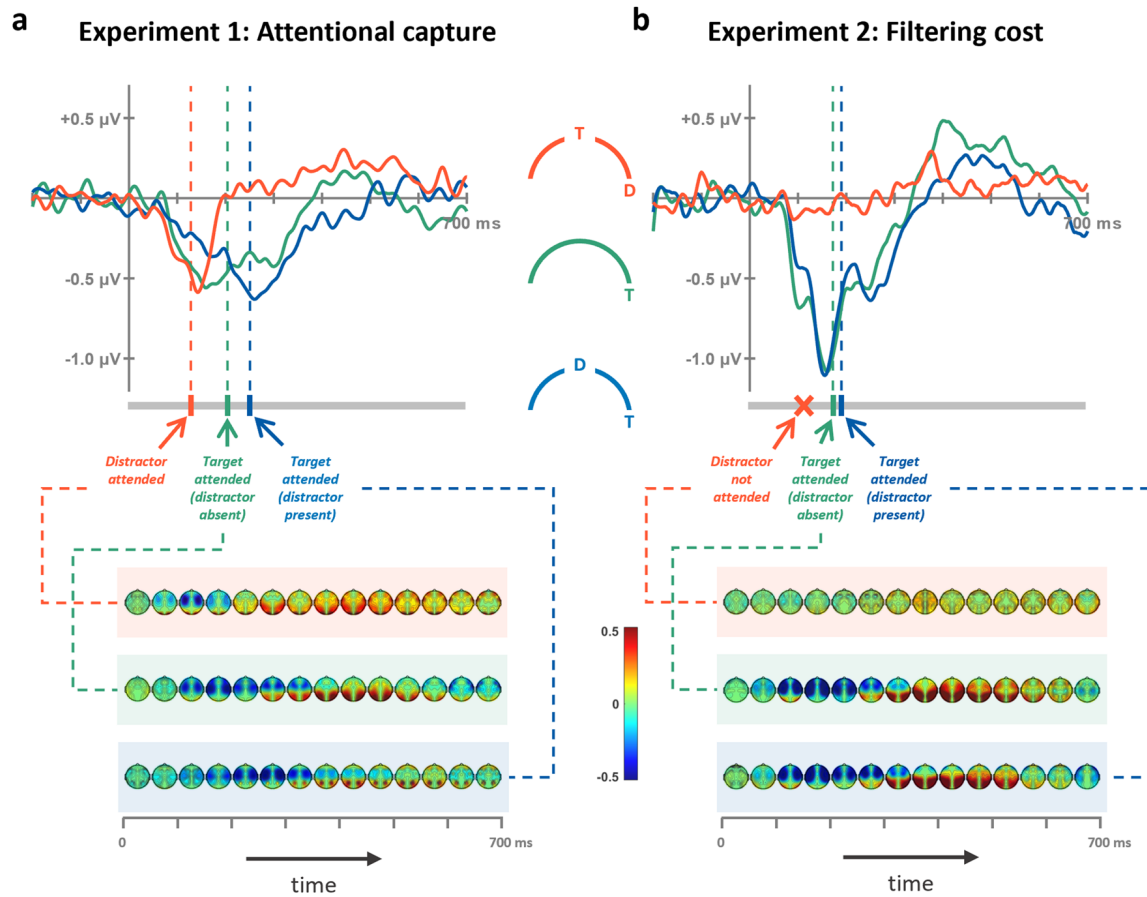 a
Experiment 1: Attentional capture
+0.5 µV
-0.5 µV
-1.0 µV
700 ms
Distractor
attended
Target
attended
(distractor
absent)
Target
attended
(distractor
present)
0
700 ms
time
T
D
T
D
T
0.5
0
-0.5
b
Experiment 2: Filtering cost
+0.5 µV
-0.5 µV
-1.0 µV
700 ms
Distractor
not
attended
Target
attended
(distractor
absent)
Target
attended
(distractor
present)
0
700 ms
time